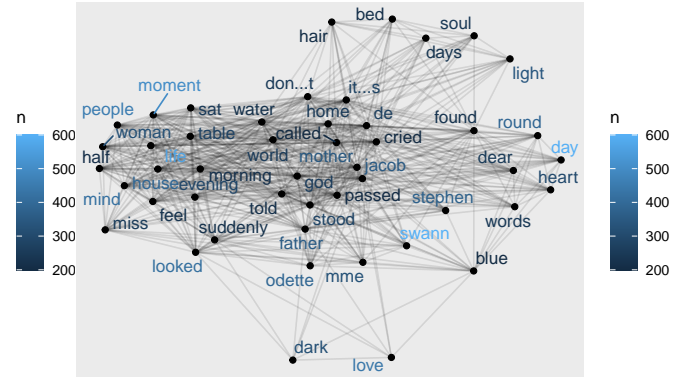 bed
soul
hair
days
light
don...t
it...s
moment
people
sat
water
home
de
found
round
woman
table
called
cried
day
half
life
world
mother
jacob
dear
heart
mind
house
evening
morning
god
passed
stephen
words
miss
feel
told
stood
suddenly
father
swann
looked
odette
mme
blue
dark
love
n
600
500
400
300
200
n
600
500
400
300
200